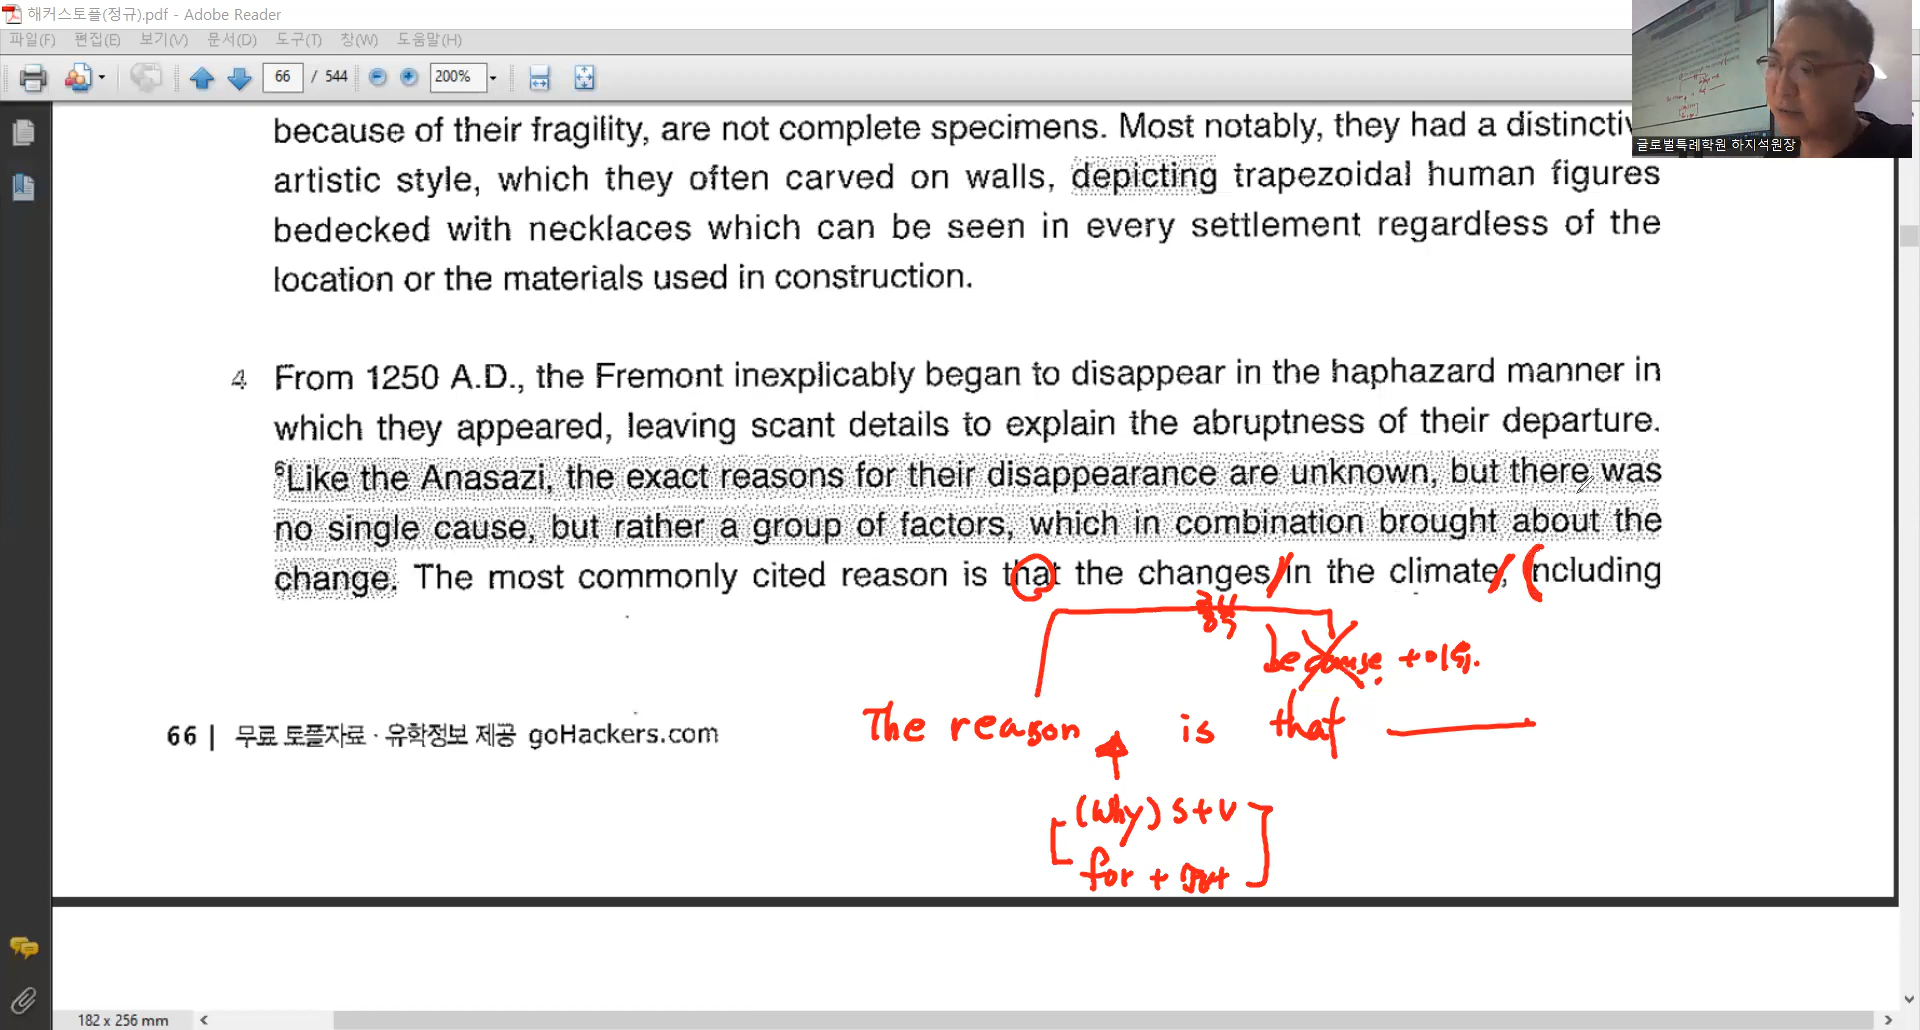 해커스토플(정규).pdf - Adobe Reader
파일(F) 편집(E) 보기(V) 문서(D) 도구(T) 창(W) 도움말(H)
66 / 544 200%
글로벌특례학원 하지석원장
because of their fragility, are not complete specimens. Most notably, they had a distinctiv
artistic style, which they often carved on walls, depicting trapezoidal human figures
bedecked with necklaces which can be seen in every settlement regardless of the
location or the materials used in construction.
4 From 1250 A.D., the Fremont inexplicably began to disappear in the haphazard manner in
which they appeared, leaving scant details to explain the abruptness of their departure.
6Like the Anasazi, the exact reasons for their disappearance are unknown, but there was
no single cause, but rather a group of factors, which in combination brought about the
change. The most commonly cited reason is that the changes in the climate, including
because
The reason is that
(why) S+V
for +
66 | 무료 토플자료 · 유학정보 제공 goHackers.com
182 x 256 mm